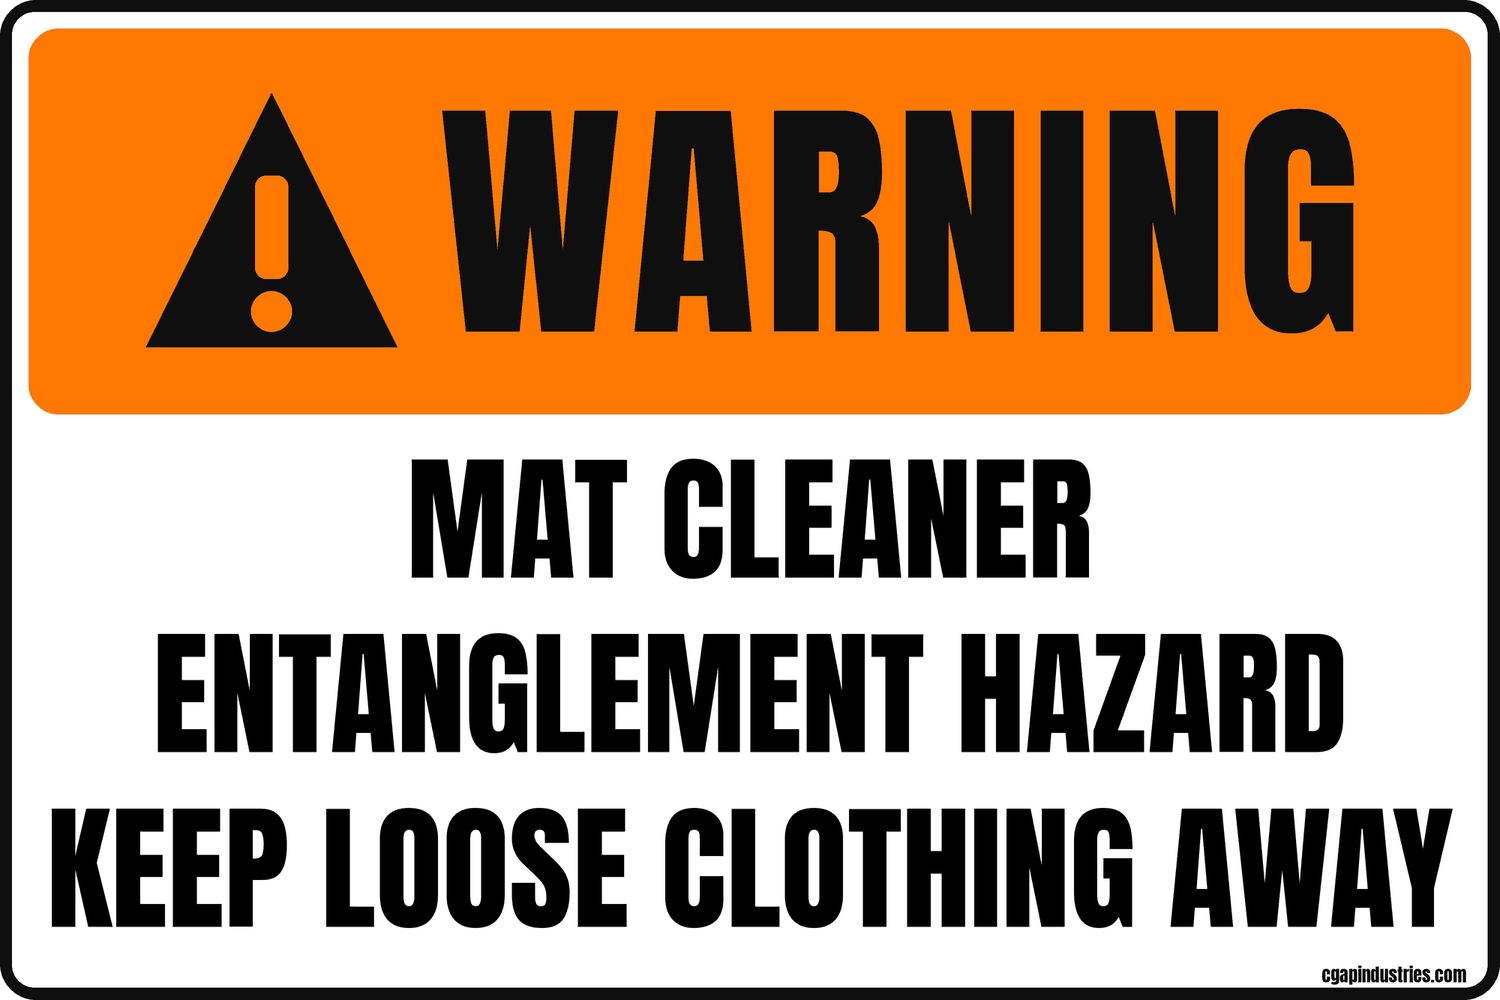 WARNING
MAT CLEANER
ENTANGLEMENT HAZARD
KEEP LOOSE CLOTHING AWAY
cgapindustries.com